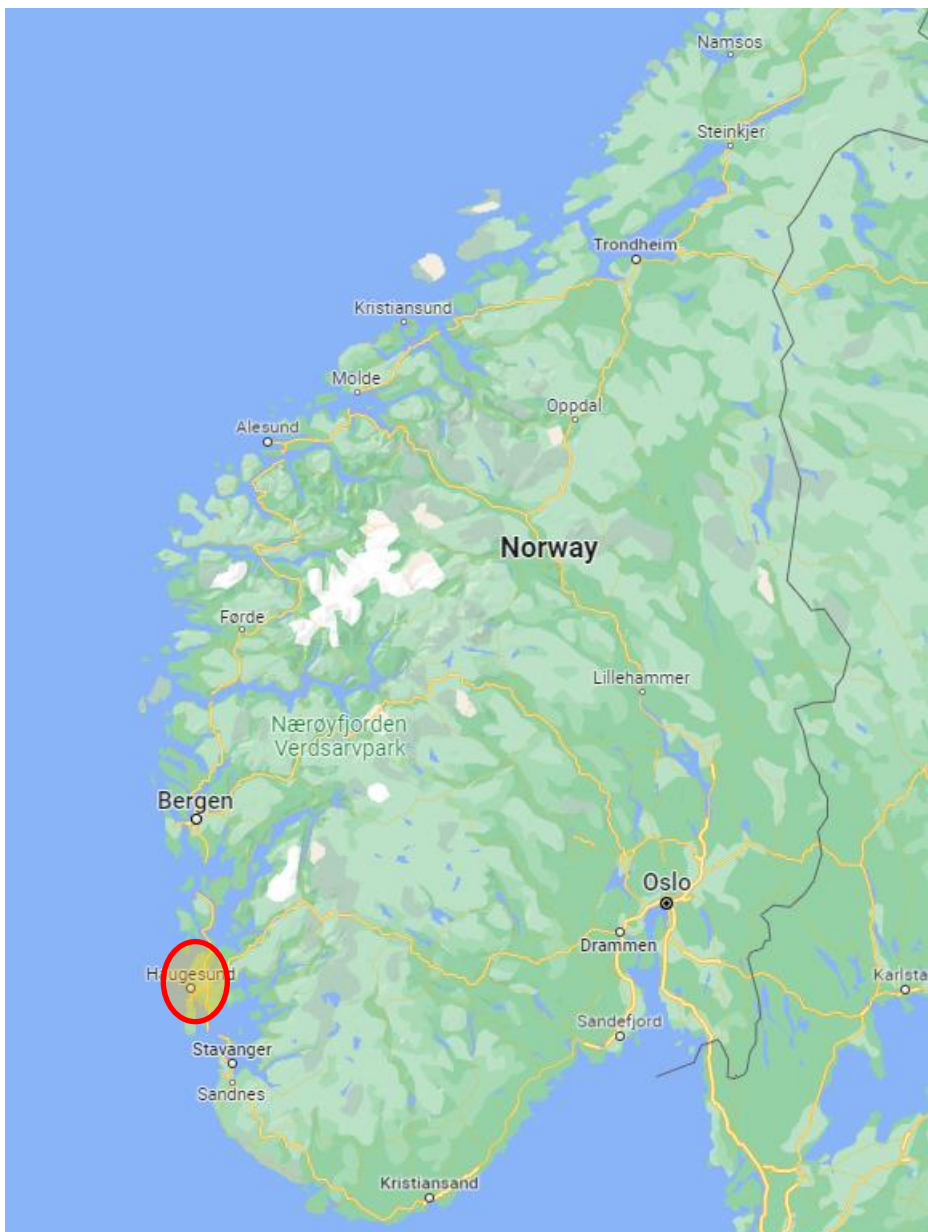 Namsos
Steinkjer
Trondheim
Kristiansund
Molde
Oppdal
Alesund
Norway
Førde
Lillehammer
Nærøyfjorden
Verdsarvpark
Bergen
Oslo
Drammen
Haugesund
Karlsta
Sandefjord
Stavanger
Sandnes
Kristiansand